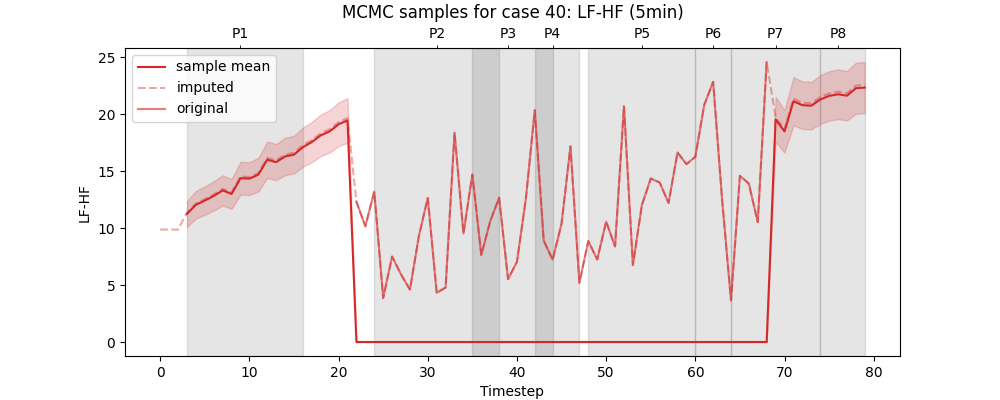 MCMC samples for case 40: LF-HF (5min)
P1 P2 P3 P4 P5 P6 P7 P8
sample mean
imputed
original
25
20
15
10
5
0
LF-HF
0 10 20 30 40 50 60 70 80
Timestep